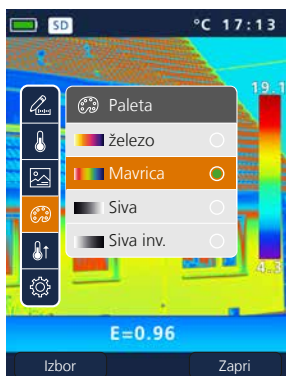 SD °C 17:13
19.1
Paleta
železo
Mavrica
Siva
Siva inv.
4.3
E=0.96
Izbor Zapri